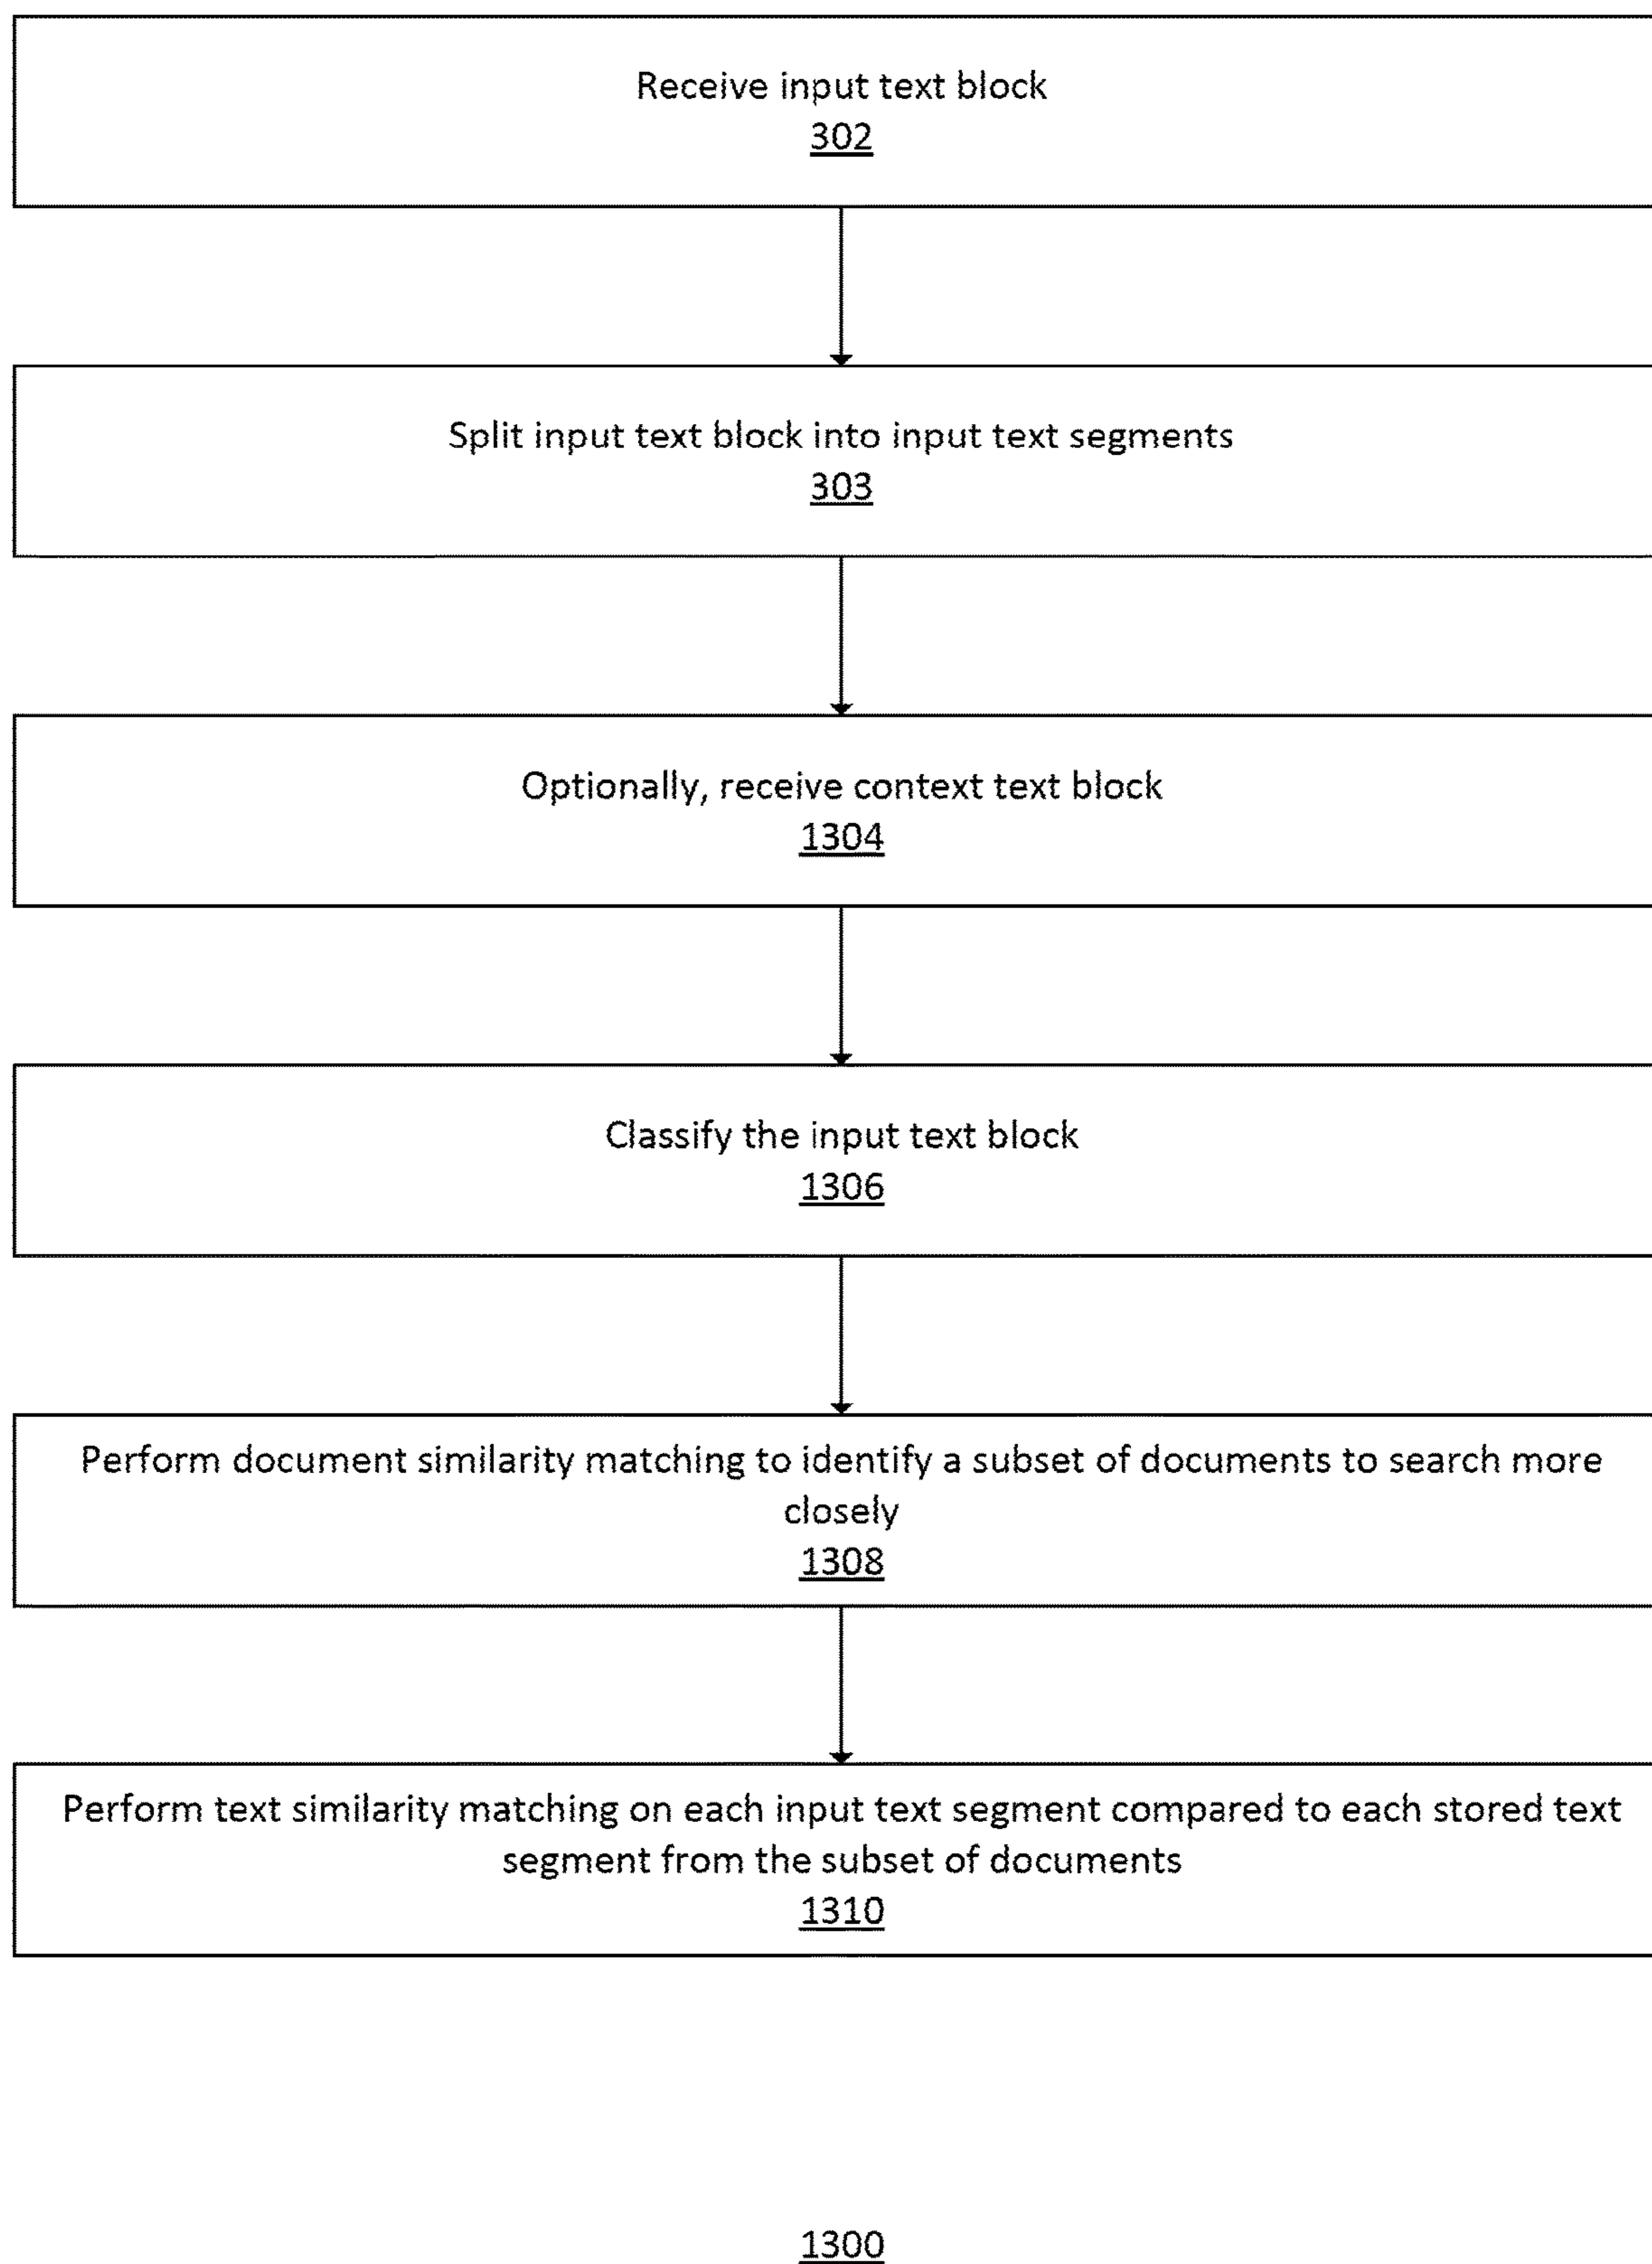 Receive input text block
302
Split input text block into input text segments
303
Optionally, receive context text block
1304
Classify the input text block
1306
Perform document similarity matching to identify a subset of documents to search more
closely
1308
Perform text similarity matching on each input text segment compared to each stored text
segment from the subset of documents
1310
1300